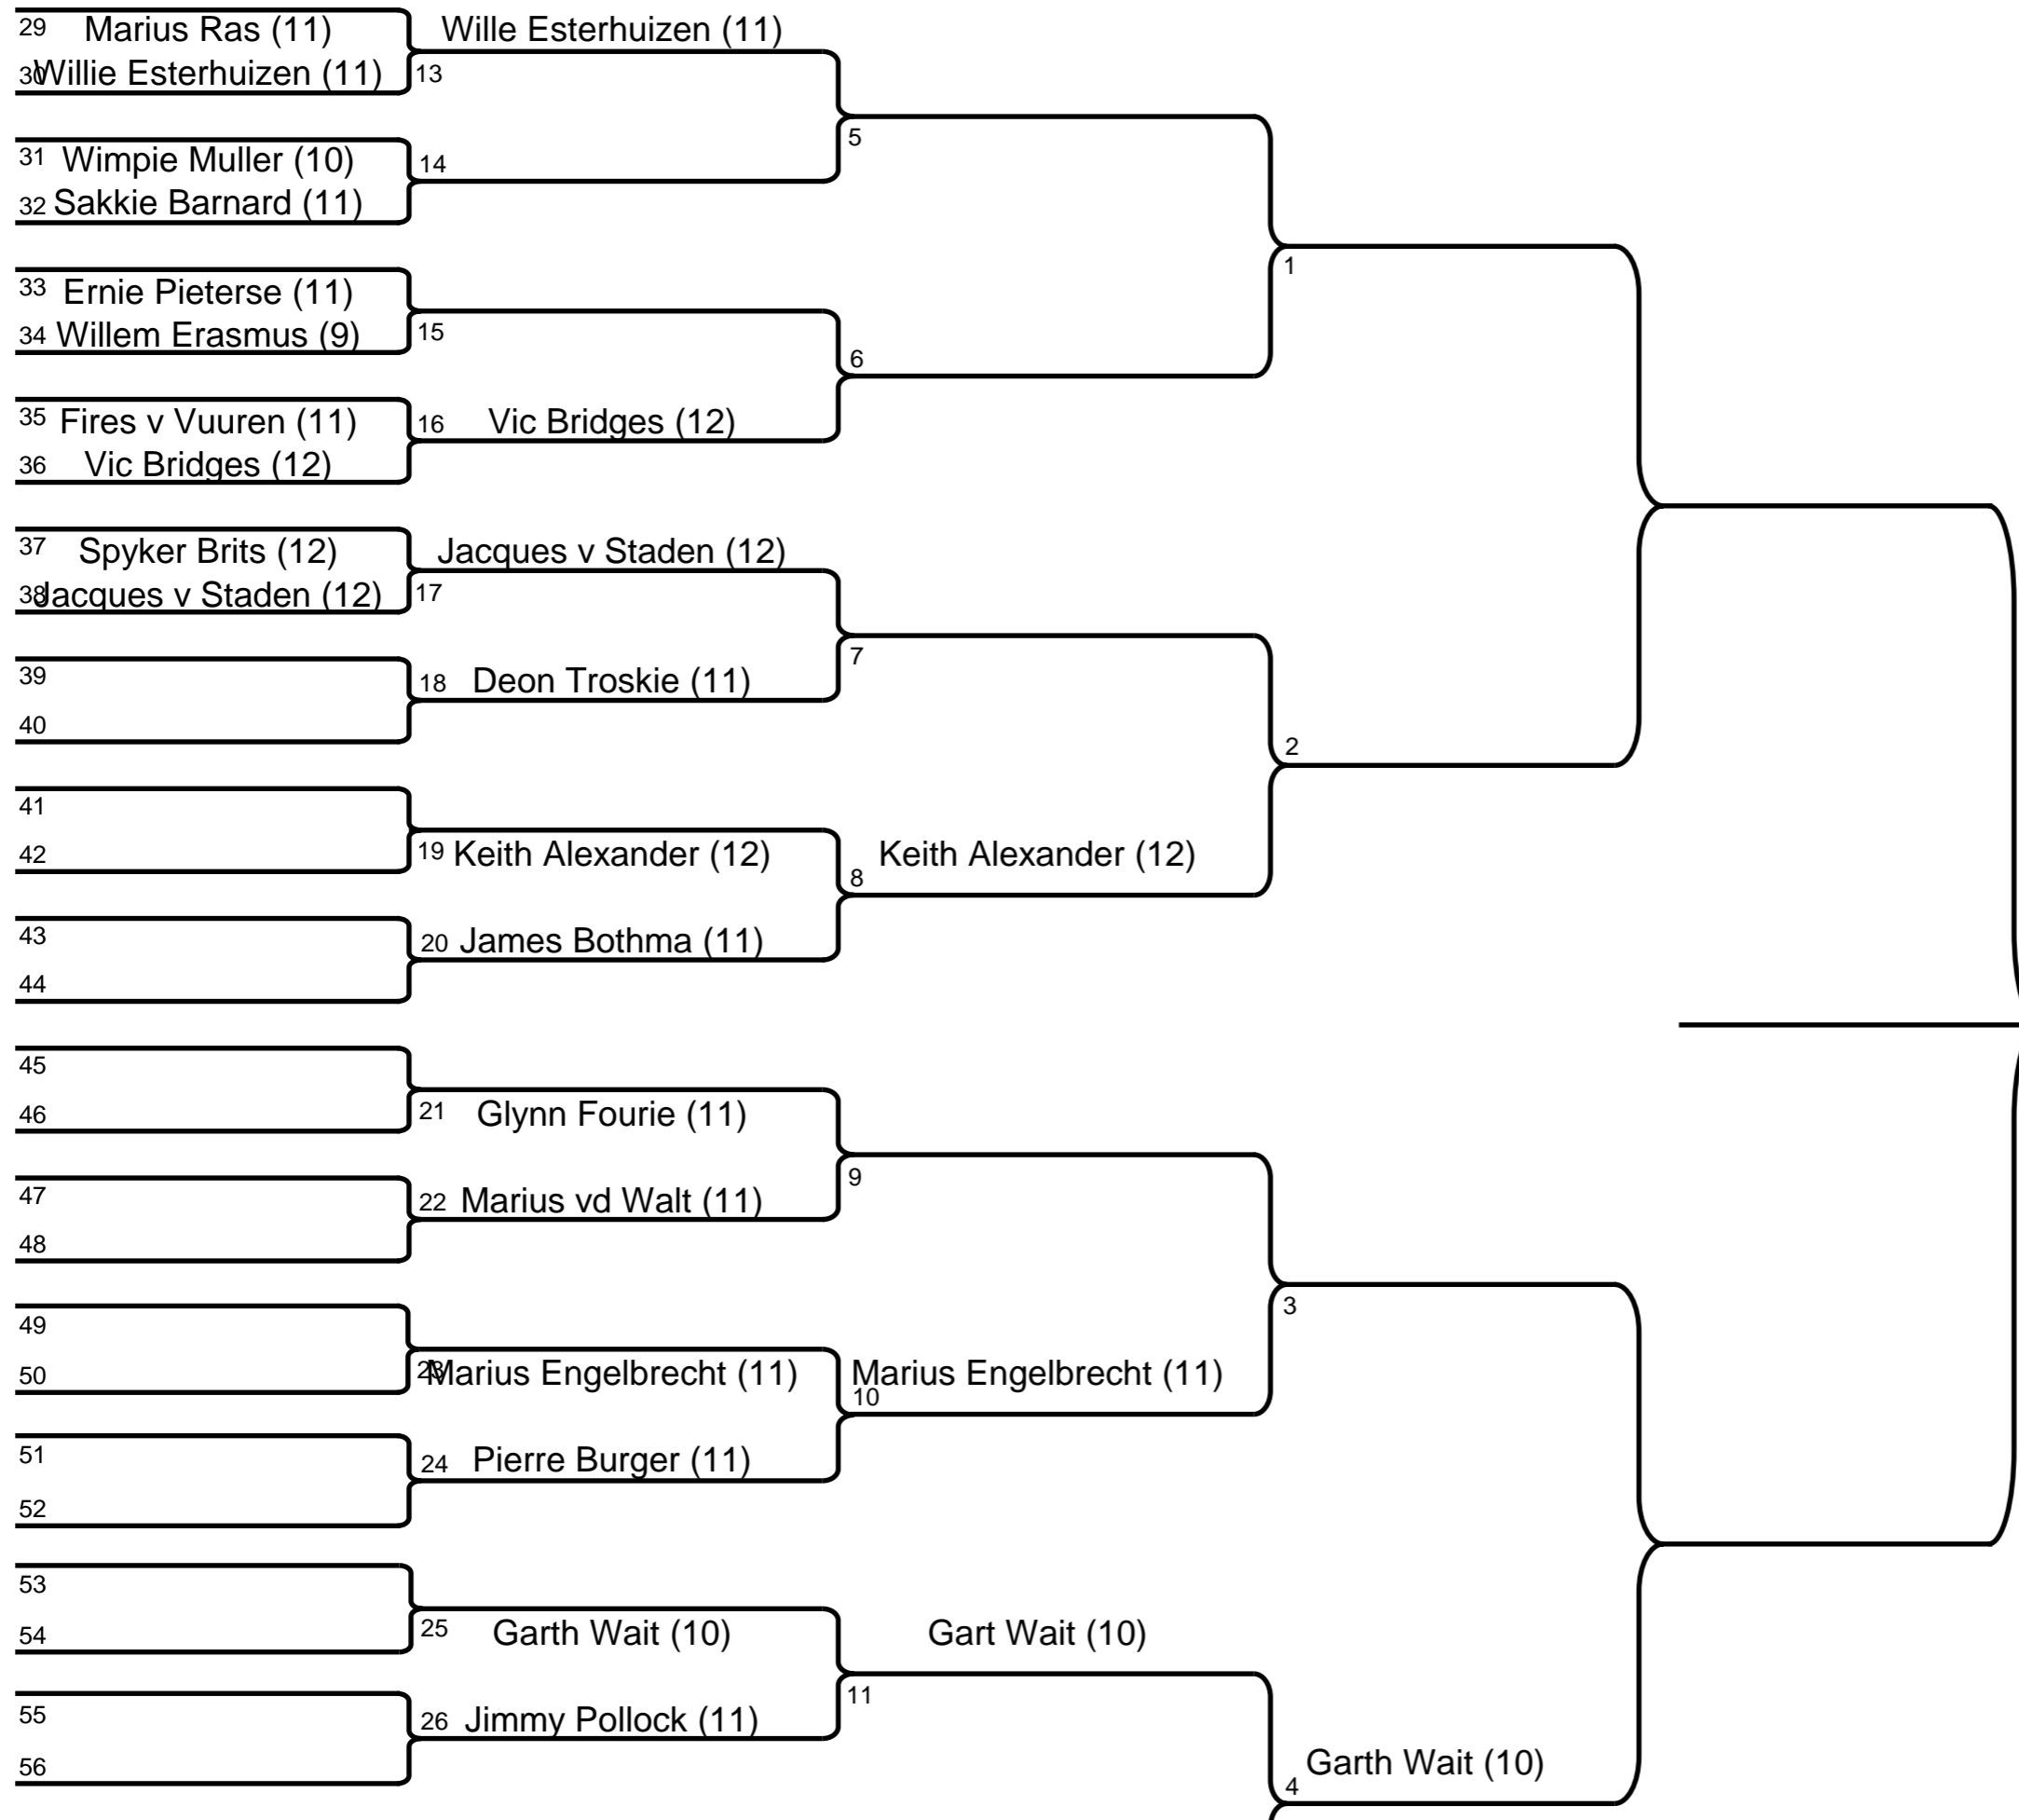 29 Marius Ras (11) Wille Esterhuizen (11)
30 Willie Esterhuizen (11) 13
5
31 Wimpie Muller (10) 14
32 Sakkie Barnard (11)
1
33 Ernie Pieterse (11)
34 Willem Erasmus (9) 15
6
35 Fires v Vuuren (11) 16 Vic Bridges (12)
36 Vic Bridges (12)
37 Spyker Brits (12) Jacques v Staden (12)
38 Jacques v Staden (12) 17
7
39 18 Deon Troskie (11)
40
2
41
42 19 Keith Alexander (12) Keith Alexander (12)
8
43 20 James Bothma (11)
44
45
46 21 Glynn Fourie (11)
9
47 22 Marius vd Walt (11)
48
3
49
50 23 Marius Engelbrecht (11) Marius Engelbrecht (11)
10
51 24 Pierre Burger (11)
52
53
54 25 Garth Wait (10) Gart Wait (10)
11
55 26 Jimmy Pollock (11)
56 Garth Wait (10)
4